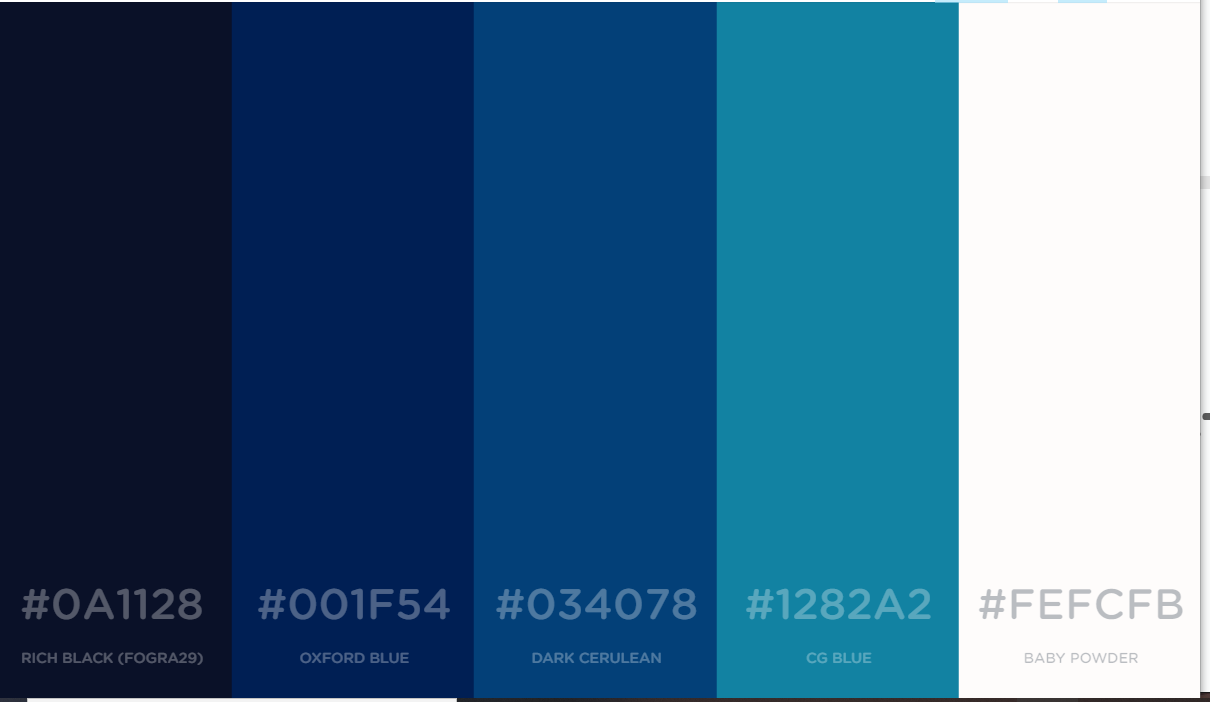 #0A1128
#001F54
#034078
#1282A2
#FEFCFB
RICH BLACK (FOGRA29)
OXFORD BLUE
DARK CERULEAN
CG BLUE
BABY POWDER